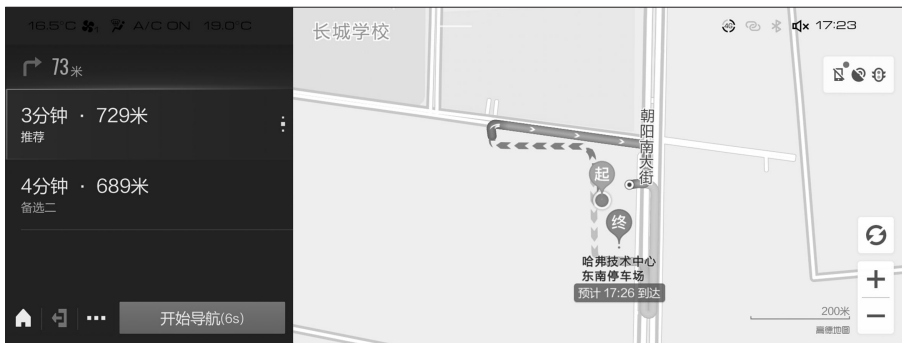 16.5°C A/C ON 19.0°C
73米
3分钟 · 729米
推荐
4分钟 · 689米
备选二
开始导航(6s)
长城学校
4G 17:23
朝阳南大街
起
终
哈弗技术中心
东南停车场
预计 17:26 到达
200米
高德地图